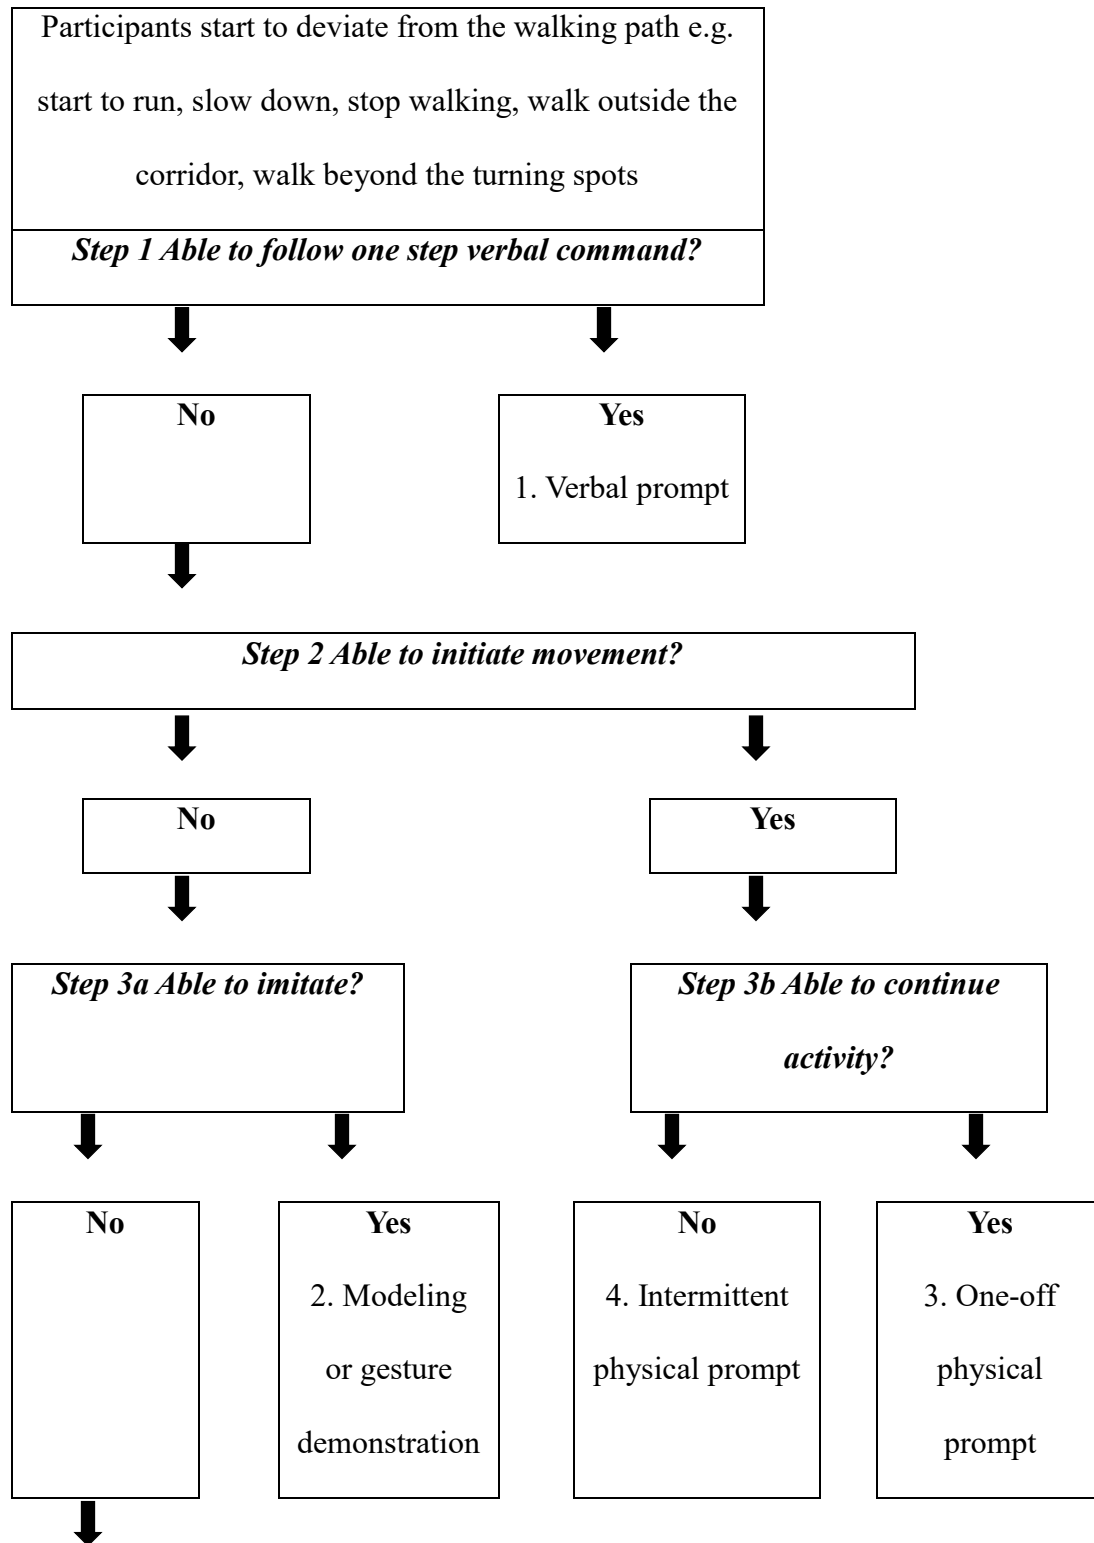 Participants start to deviate from the walking path e.g.
start to run, slow down, stop walking, walk outside the
corridor, walk beyond the turning spots
Step 1 Able to follow one step verbal command?
No
Yes
1. Verbal prompt
Step 2 Able to initiate movement?
No
Yes
Step 3a Able to imitate?
Step 3b Able to continue
activity?
No
Yes
2. Modeling
or gesture
demonstration
No
4. Intermittent
physical prompt
Yes
3. One-off
physical
prompt